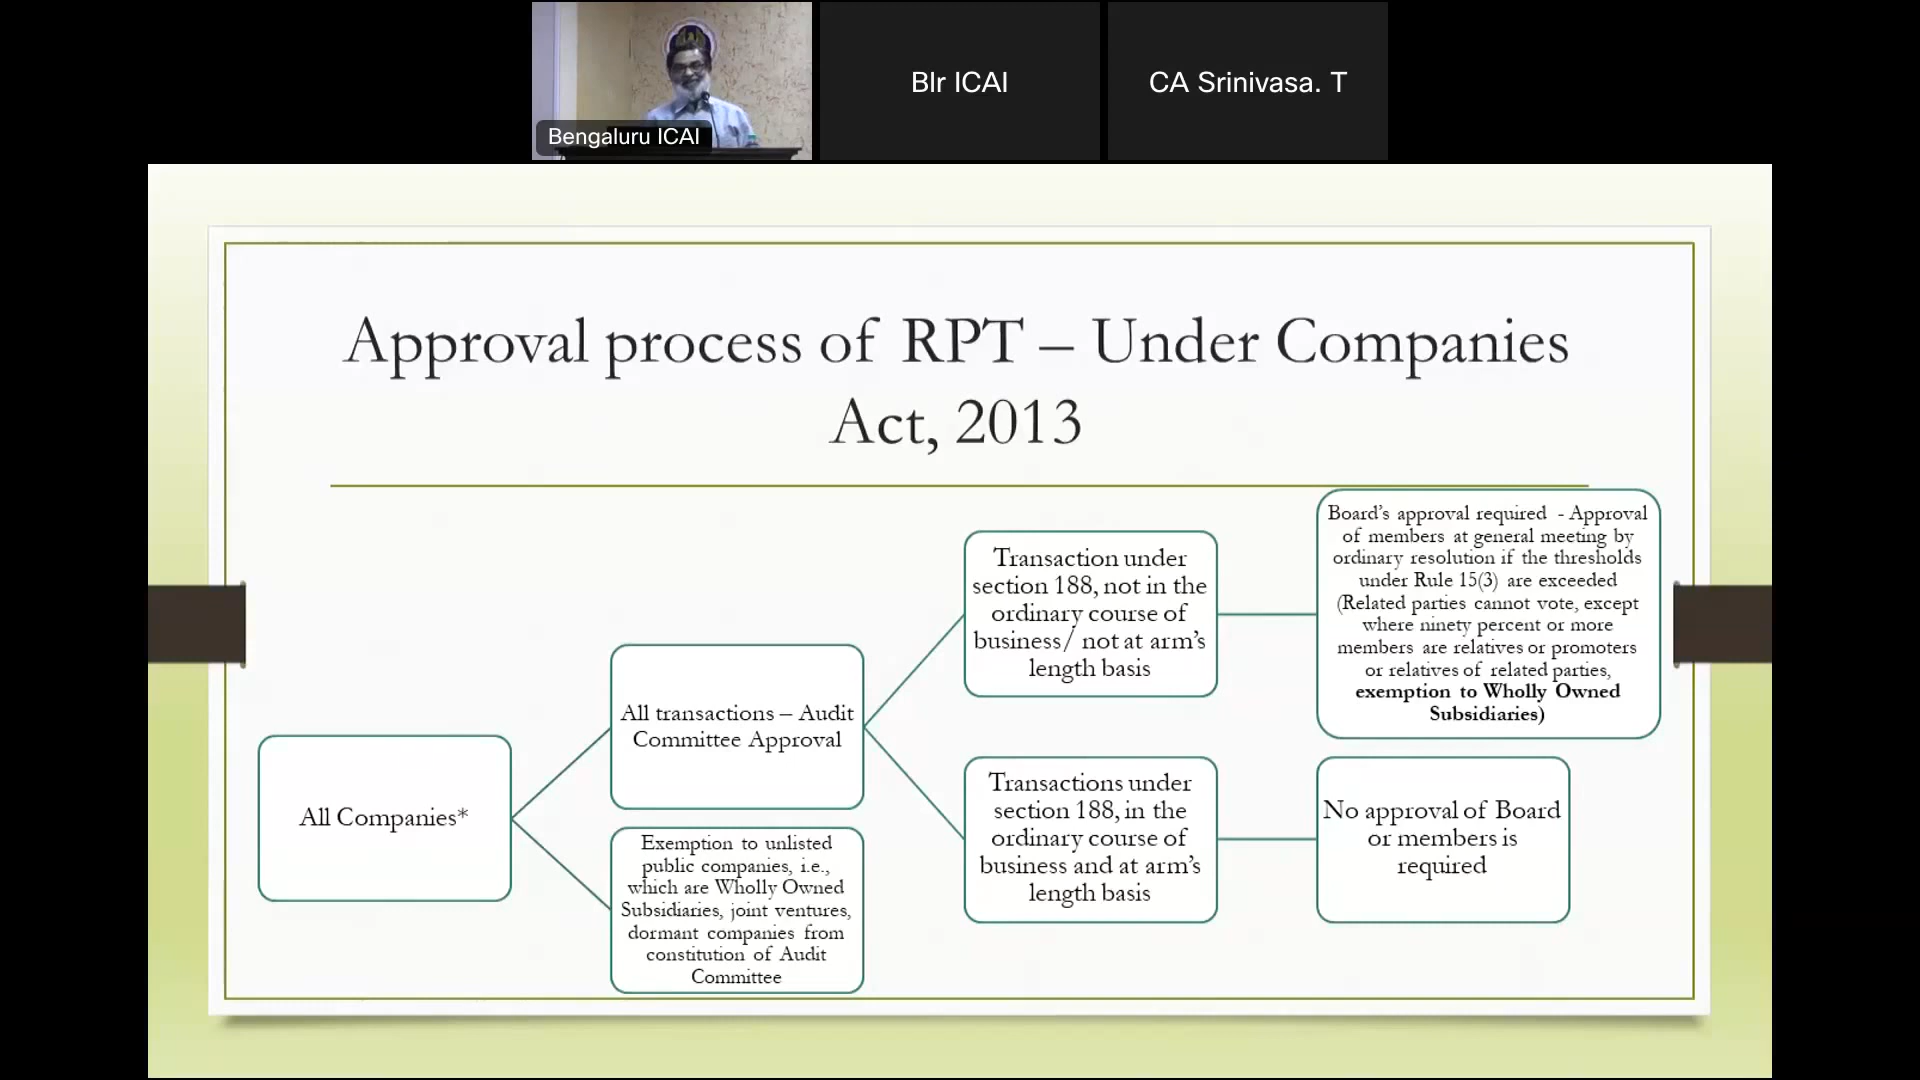 Bengaluru ICAI
Blr ICAI
CA Srinivasa. T
Approval process of RPT – Under Companies
Act, 2013
All Companies*
All transactions – Audit
Committee Approval
Exemption to unlisted
public companies, i.e.,
which are Wholly Owned
Subsidiaries, joint ventures,
dormant companies from
constitution of Audit
Committee
Transaction under
section 188, not in the
ordinary course of
business/ not at arm's
length basis
Transactions under
section 188, in the
ordinary course of
business and at arm's
length basis
Board's approval required - Approval
of members at general meeting by
ordinary resolution if the thresholds
under Rule 15(3) are exceeded
(Related parties cannot vote, except
where ninety percent or more
members are relatives or promoters
or relatives of related parties,
exemption to Wholly Owned
Subsidiaries)
No approval of Board
or members is
required